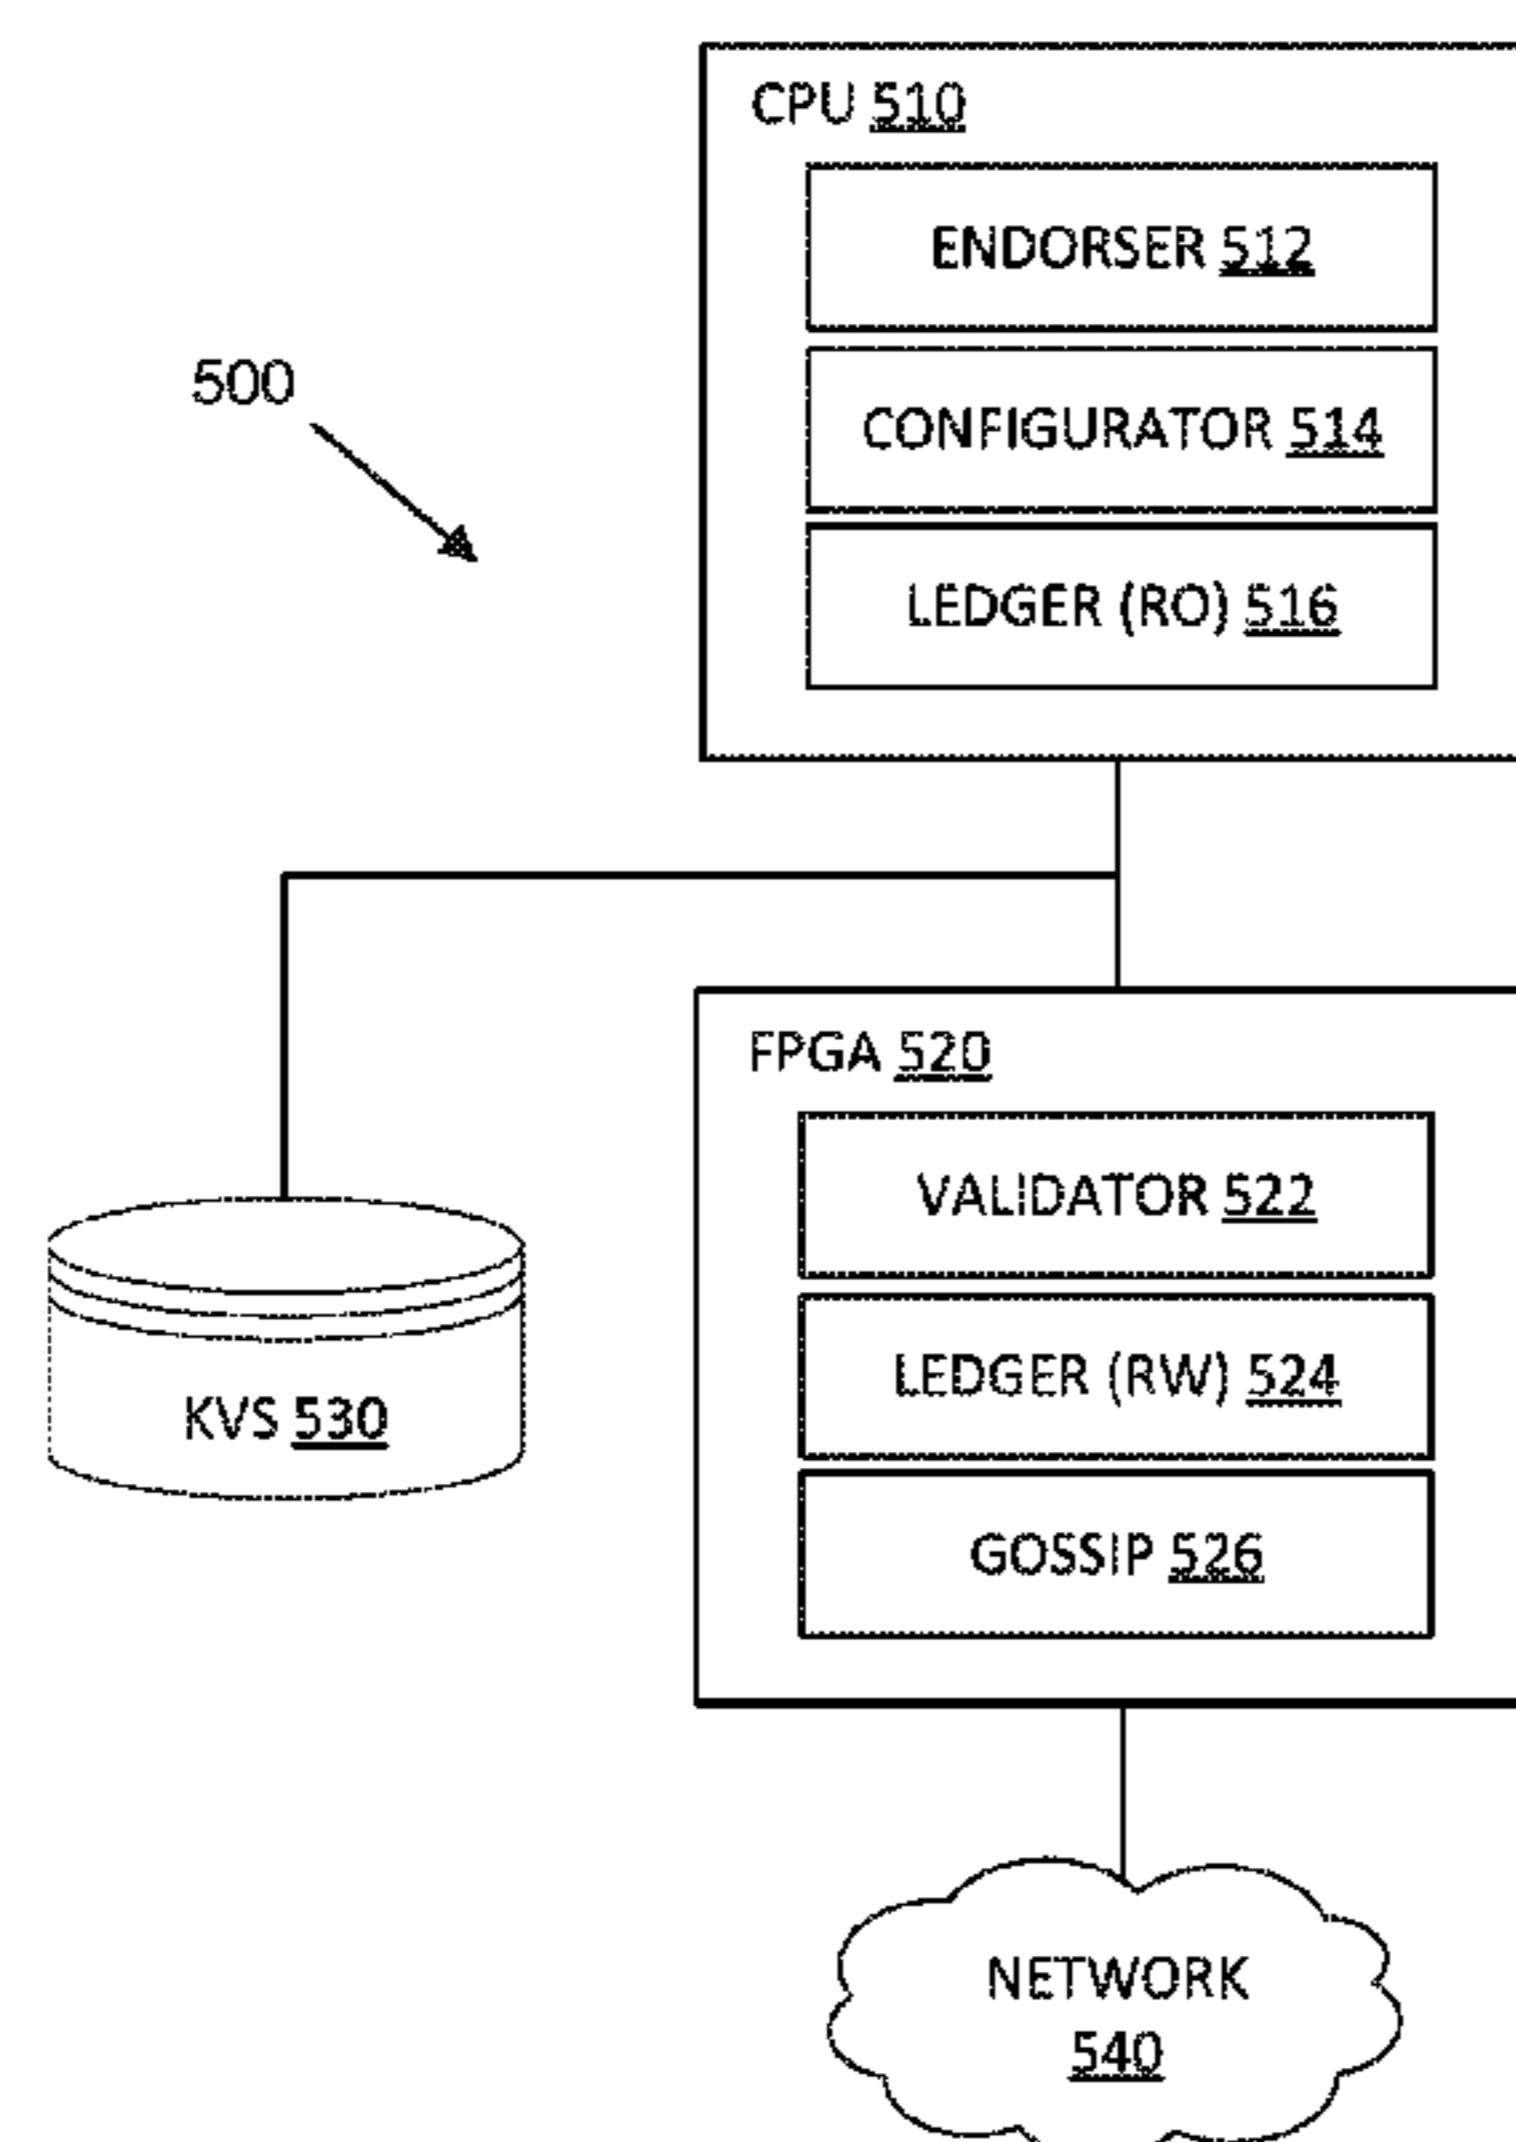 CPU 510
ENDORSER 512
500
CONFIGURATOR 514
LEDGER (RO) 516
FPGA 520
VALIDATOR 522
LEDGER (RW) 524
KVS 530
GOSSIP 526
NETWORK
540